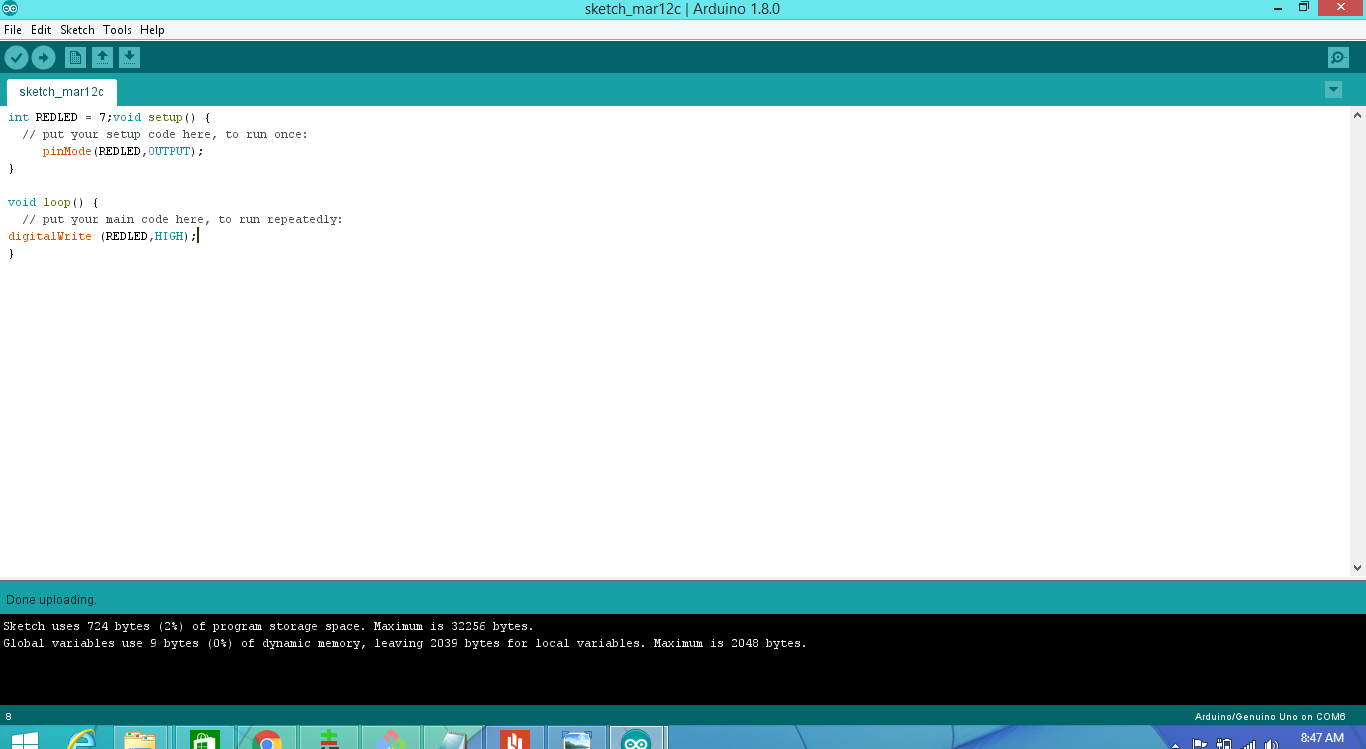 sketch_mar12c | Arduino 1.8.0
File Edit Sketch Tools Help
sketch_mar12c
int REDLED = 7;void setup() {
  // put your setup code here, to run once:
     pinMode(REDLED,OUTPUT);
}
void loop() {
  // put your main code here, to run repeatedly:
digitalWrite (REDLED,HIGH);
}
Done uploading.
Sketch uses 724 bytes (2%) of program storage space. Maximum is 32256 bytes.
Global variables use 9 bytes (0%) of dynamic memory, leaving 2039 bytes for local variables. Maximum is 2048 bytes.
8
Arduino/Genuino Uno on COM6
8:47 AM